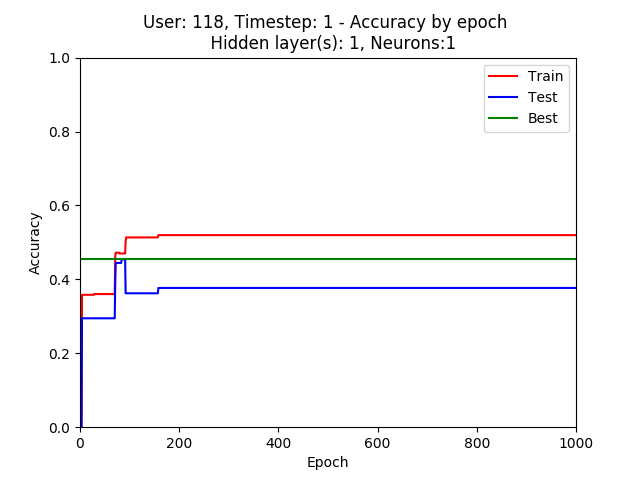 User: 118, Timestep: 1 - Accuracy by epoch
Hidden layer(s): 1, Neurons:1
Train
Test
Best
Accuracy
1.0
0.8
0.6
0.4
0.2
0.0
0 200 400 600 800 1000
Epoch